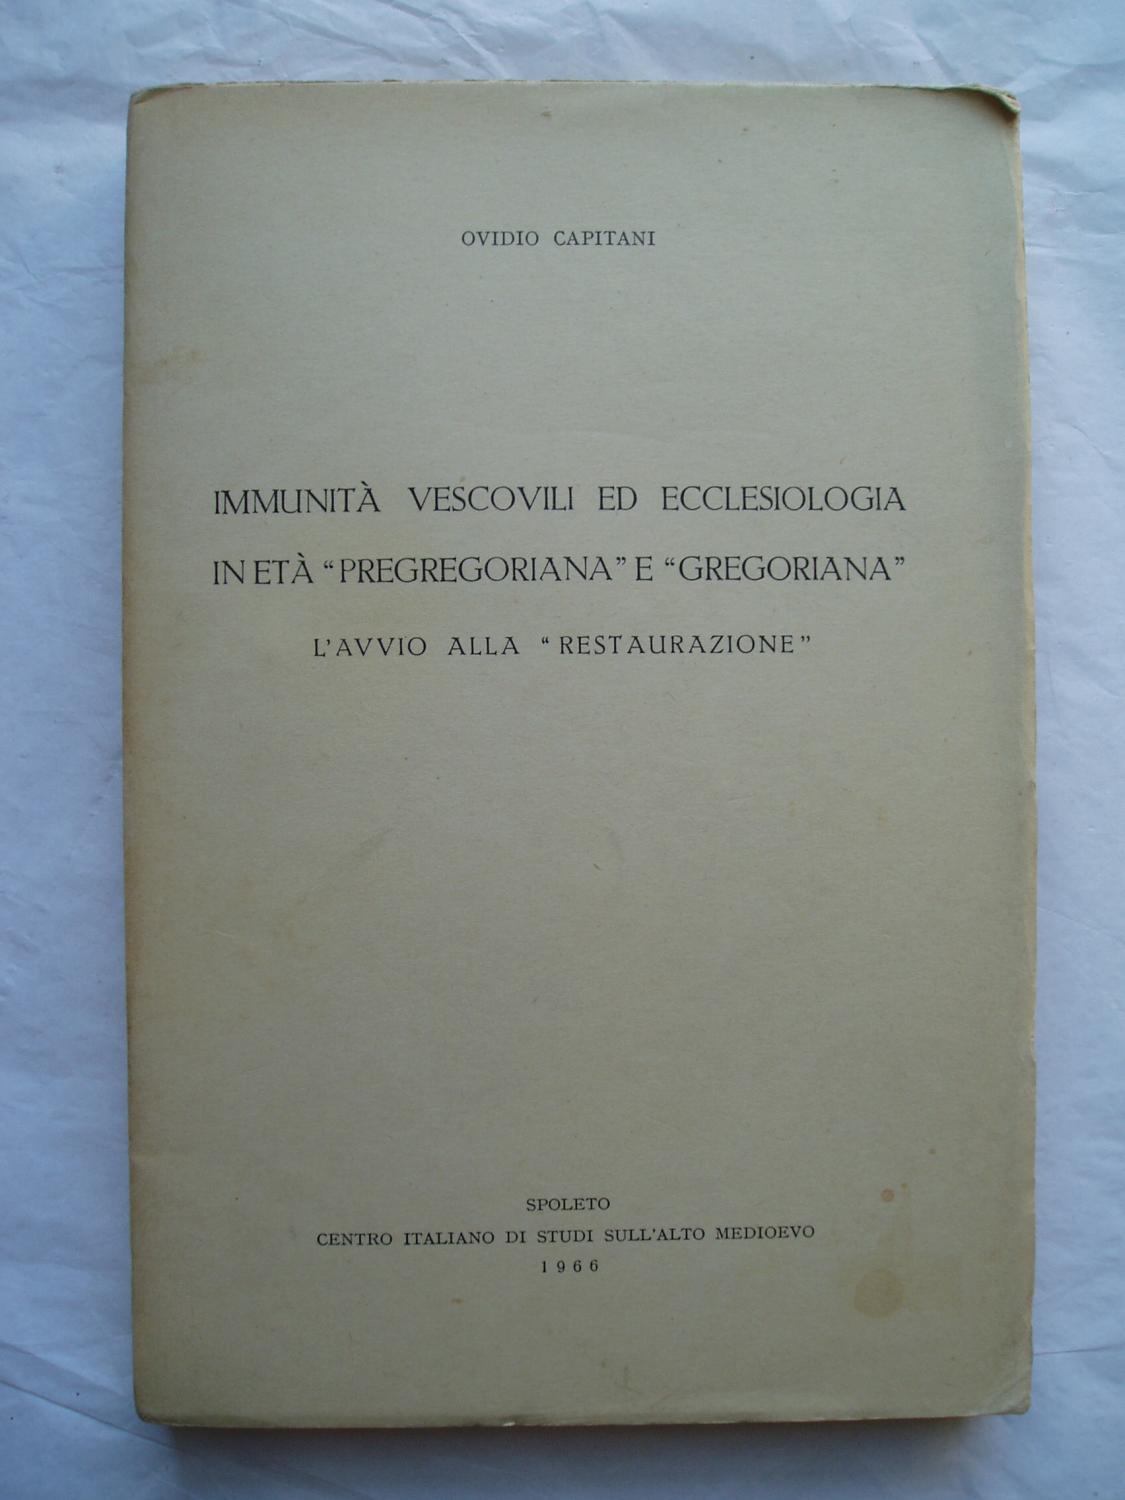 OVIDIO CAPITANI
IMMUNITÀ VESCOVILI ED ECCLESIOLOGIA
IN ETÀ “PREGREGORIANA” E “GREGORIANA”
L’AVVIO ALLA “RESTAURAZIONE”
SPOLETO
CENTRO ITALIANO DI STUDI SULL’ALTO MEDIOEVO
1966